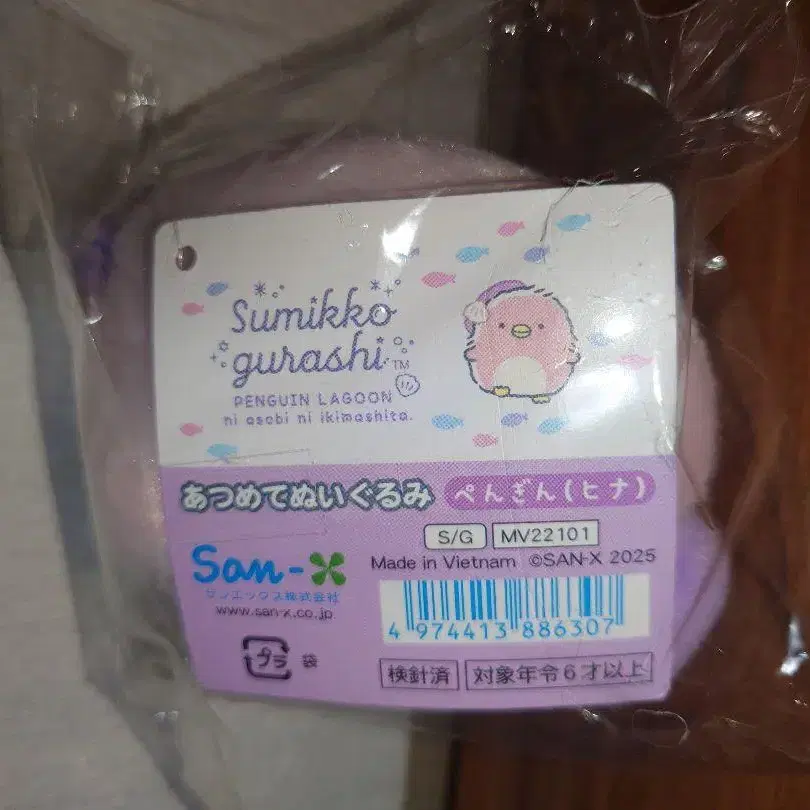 Sumikko
gurashi™
PENGUIN LAGOON
ni asobi ni ikimashita.
あつめてぬいぐるみ ぺんぎん(ヒナ)
S/G MV22101
Made in Vietnam ©SAN-X 2025
San-X
サンエックス株式会社
www.san-x.co.jp
4 974413 886307
プラ 袋
検針済 対象年令6才以上